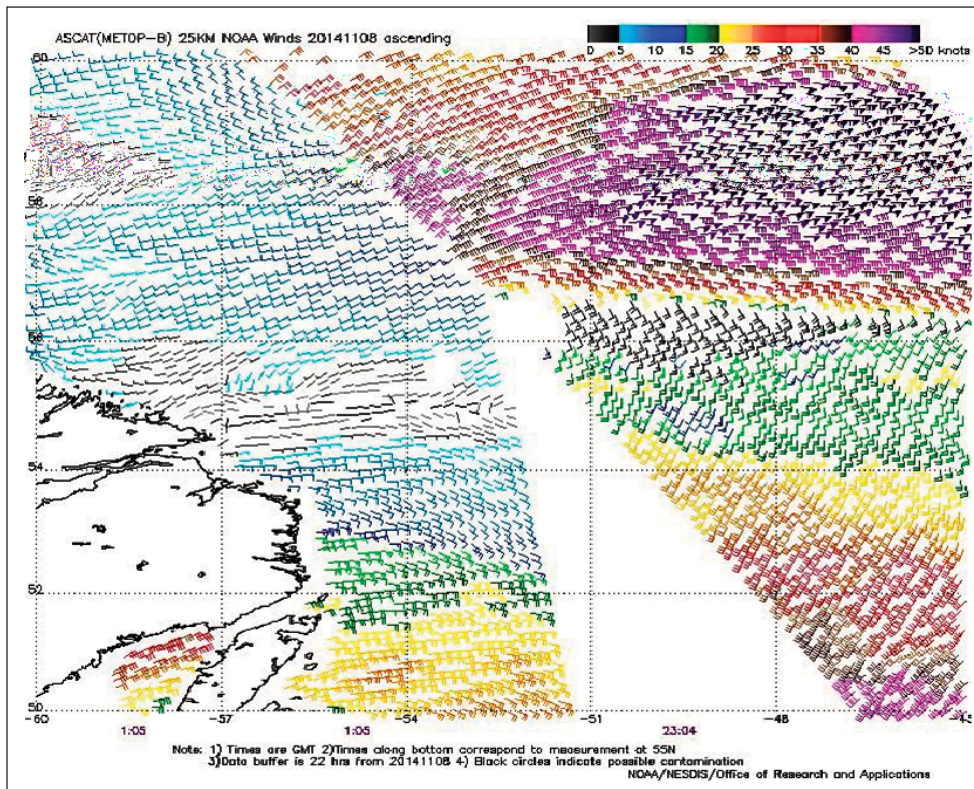 ASCAT(METOP-B) 25KM NOAA Winds 20141108 ascending
0 5 10 15 20 25 30 35 40 45 >50 knots
60
58
56
54
52
50
-60 -57 -54 -51 -48 -45
1:05 1:05 23:04
Note: 1) Times are GMT 2)Times along bottom correspond to measurement at 55N
3)Data buffer is 22 hrs from 20141108 4) Black circles indicate possible contamination
NOAA/NESDIS/Office of Research and Applications